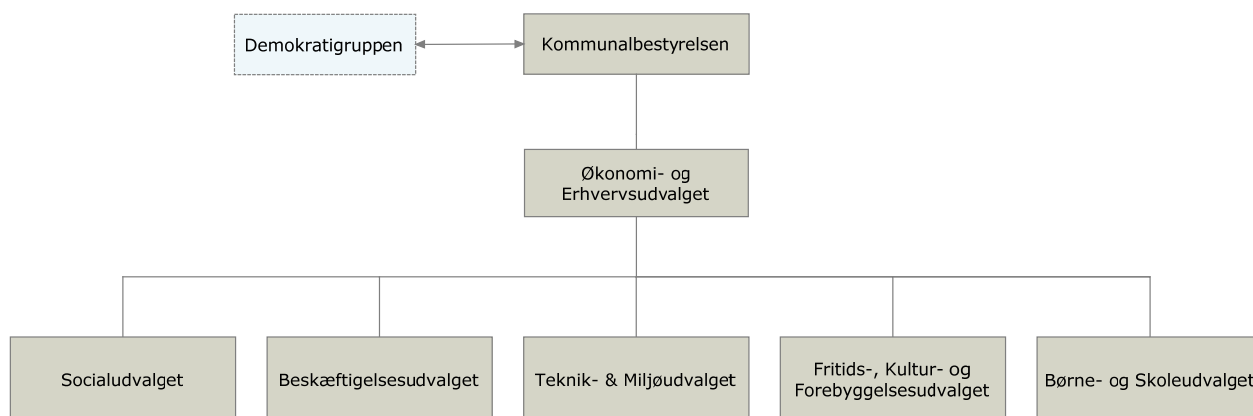 Demokratigruppen
Kommunalbestyrelsen
Økonomi- og
Erhvervsudvalget
Socialudvalget
Beskæftigelsesudvalget
Teknik- & Miljøudvalget
Fritids-, Kultur- og
Forebyggelsesudvalget
Børne- og Skoleudvalget